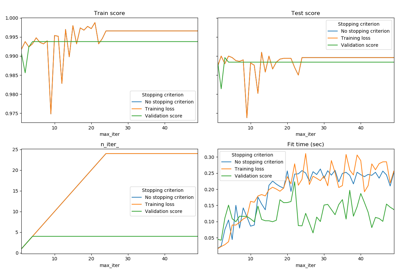 Train score
1.000
0.995
0.990
0.985
0.980
0.975
10
20
30
40
max_iter
Stopping criterion
No stopping criterion
Training loss
Validation score
Test score
10
20
30
40
max_iter
Stopping criterion
No stopping criterion
Training loss
Validation score
n_iter_
25
20
15
10
5
0
10
20
30
40
max_iter
Stopping criterion
No stopping criterion
Training loss
Validation score
Fit time (sec)
0.30
0.25
0.20
0.15
0.10
0.05
10
20
30
40
max_iter
Stopping criterion
No stopping criterion
Training loss
Validation score